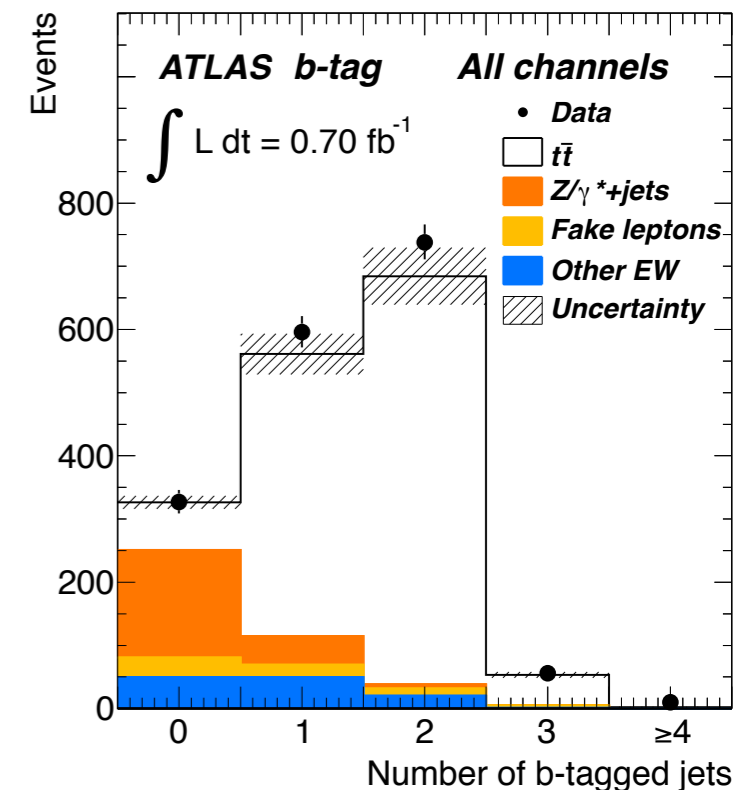 Events
ATLAS b-tag All channels
∫ L dt = 0.70 fb⁻¹
Data
tt̄
Z/γ*+jets
Fake leptons
Other EW
Uncertainty
800
600
400
200
0
0 1 2 3 ≥4
Number of b-tagged jets